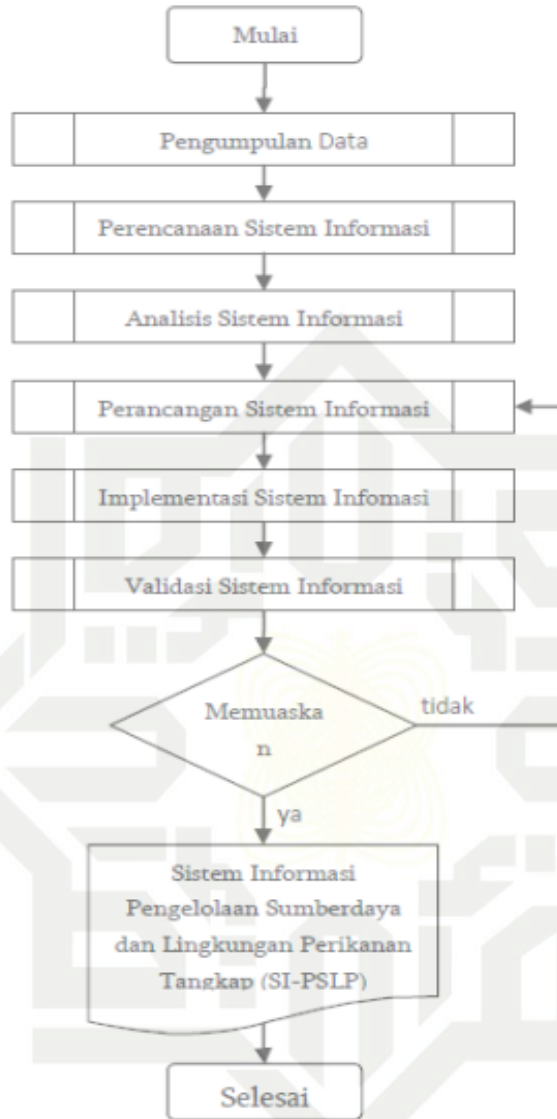 Mulai
Pengumpulan Data
Perencanaan Sistem Informasi
Analisis Sistem Informasi
Perancangan Sistem Informasi
Implementasi Sistem Infomasi
Validasi Sistem Informasi
Memuaska
n
tidak
ya
Sistem Informasi
Pengelolaan Sumberdaya
dan Lingkungan Perikanan
Tangkap (SI-PSLP)
Selesai